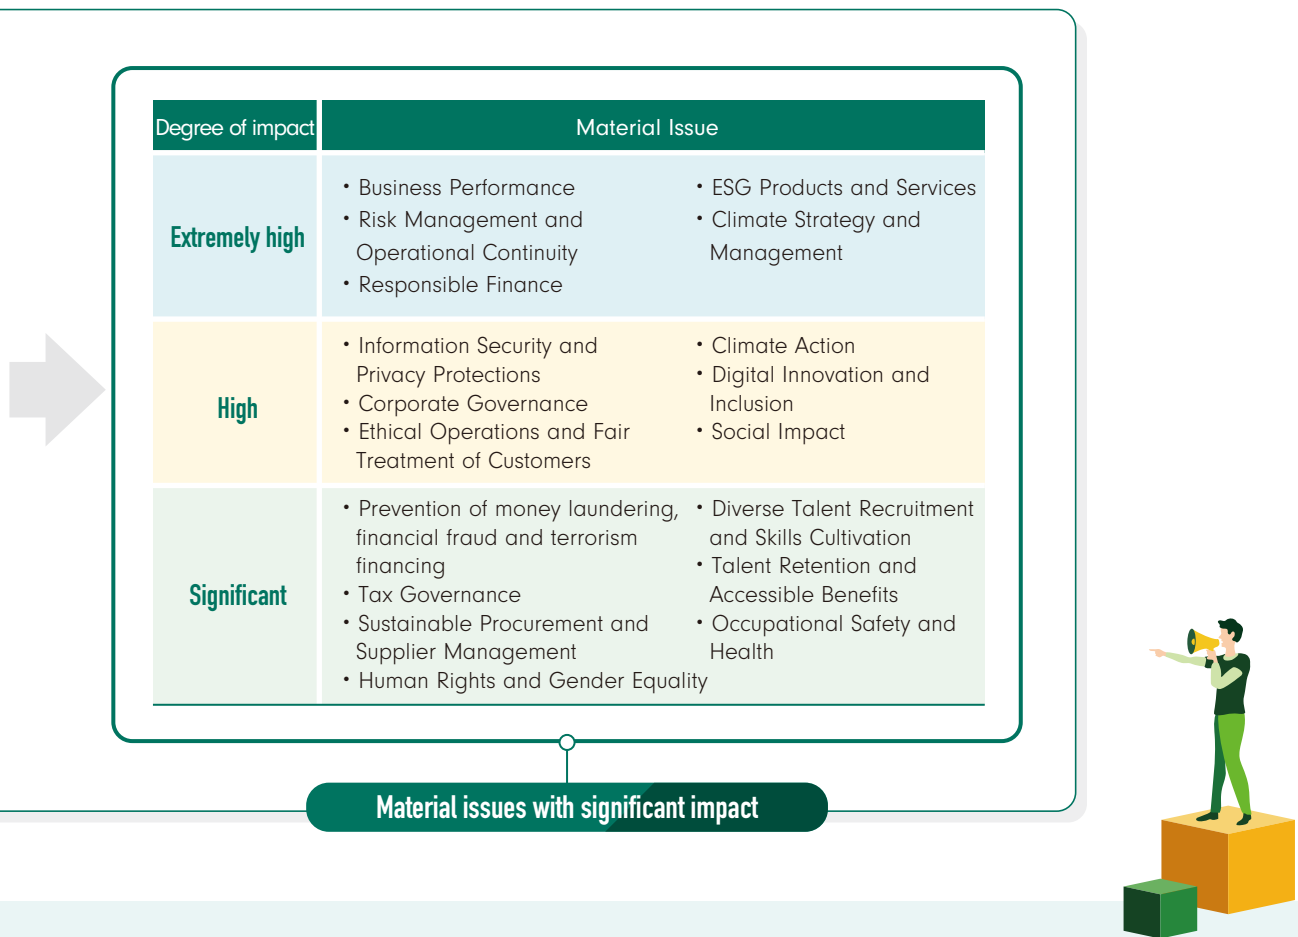 Degree of impact
Material Issue
Extremely high
• Business Performance
• Risk Management and
Operational Continuity
• Responsible Finance
• ESG Products and Services
• Climate Strategy and
Management
High
• Information Security and
Privacy Protections
• Corporate Governance
• Ethical Operations and Fair
Treatment of Customers
• Climate Action
• Digital Innovation and
Inclusion
• Social Impact
Significant
• Prevention of money laundering,
financial fraud and terrorism
financing
• Tax Governance
• Sustainable Procurement and
Supplier Management
• Human Rights and Gender Equality
• Diverse Talent Recruitment
and Skills Cultivation
• Talent Retention and
Accessible Benefits
• Occupational Safety and
Health
Material issues with significant impact